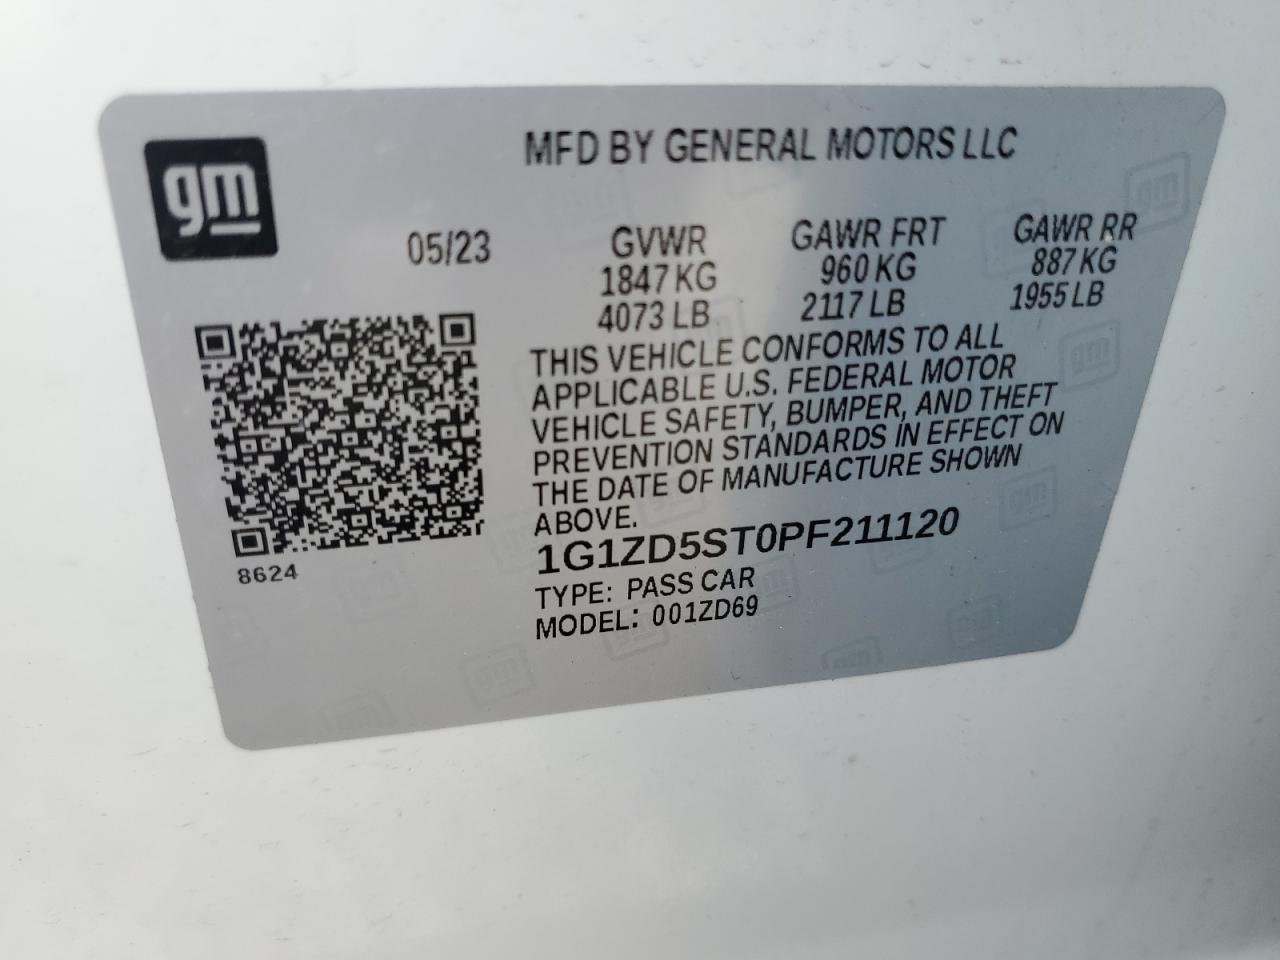 gm
MFD BY GENERAL MOTORS LLC
05/23 GVWR GAWR FRT GAWR RR
1847 KG 960 KG 887 KG
4073 LB 2117 LB 1955 LB
THIS VEHICLE CONFORMS TO ALL
APPLICABLE U.S. FEDERAL MOTOR
VEHICLE SAFETY, BUMPER, AND THEFT
PREVENTION STANDARDS IN EFFECT ON
THE DATE OF MANUFACTURE SHOWN
ABOVE.
1G1ZD5ST0PF211120
TYPE: PASS CAR
MODEL: 001ZD69
8624